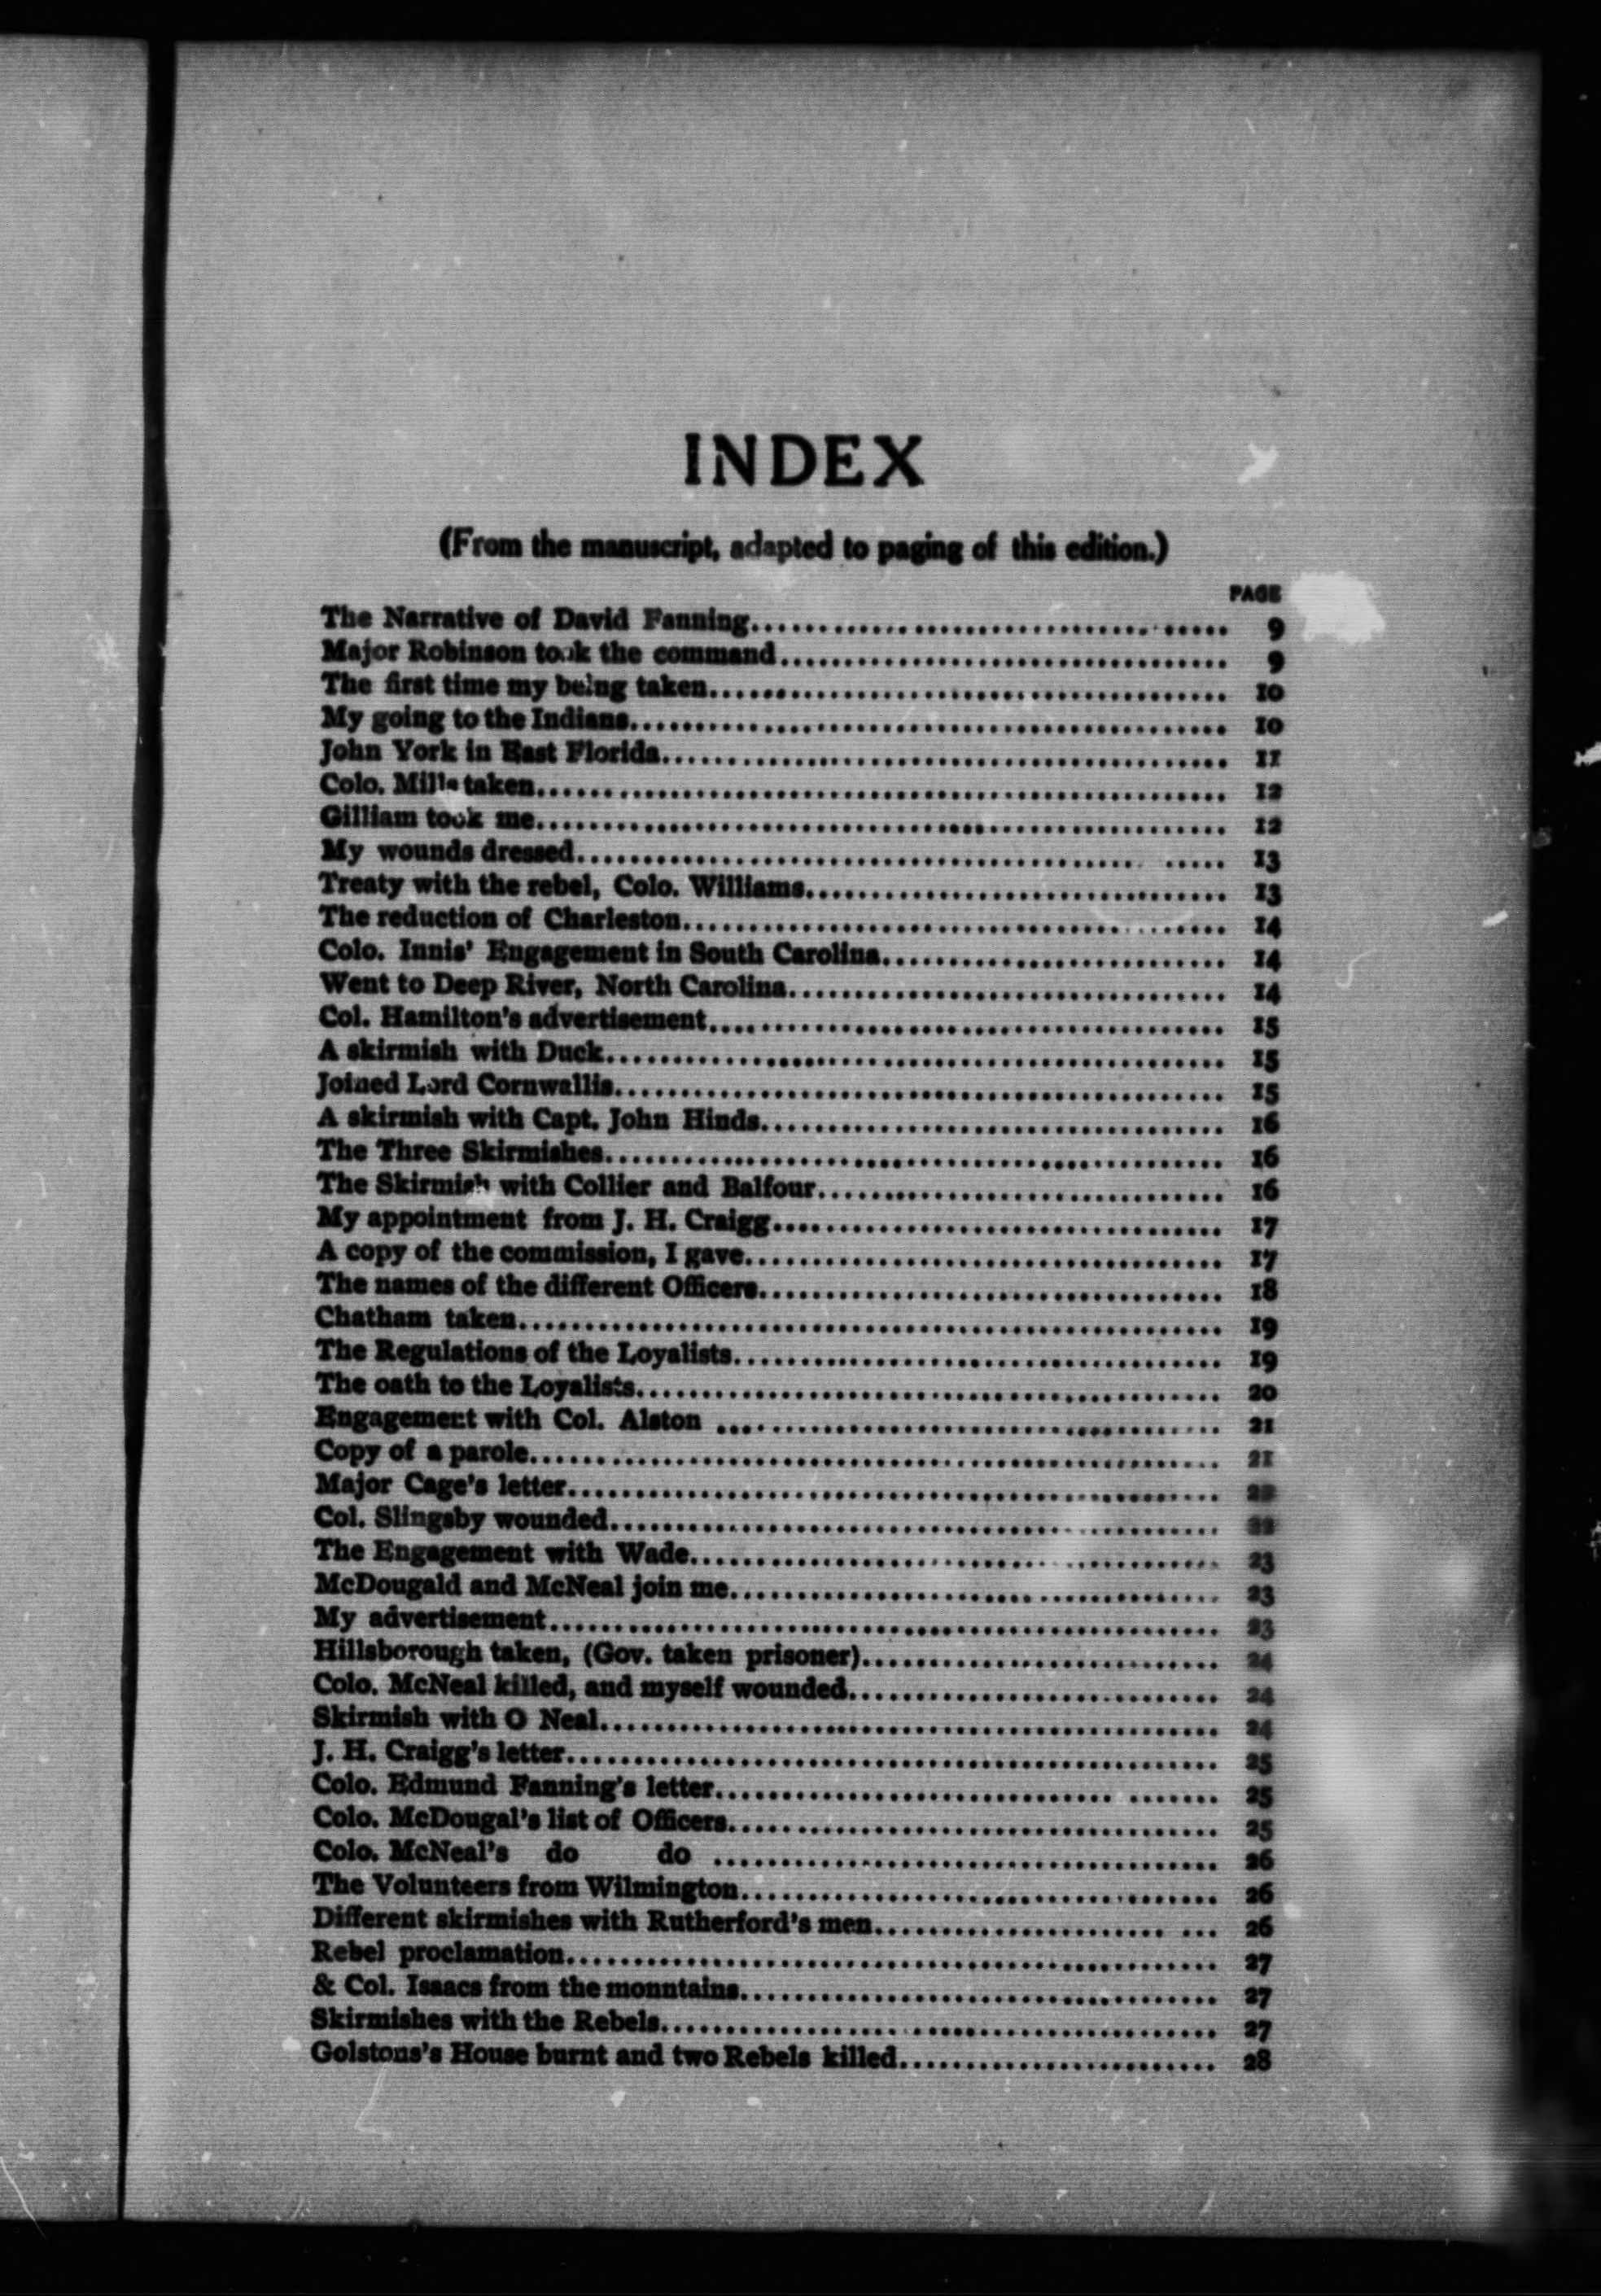 INDEX
(From the manuscript, adapted to paging of this edition.)
PAGE
The Narrative of David Fanning........................................ 9
Major Robinson took the command................................... 9
The first time my being taken........................................ 10
My going to the Indians.............................................. 10
John York in East Florida............................................ 11
Colo. Mills taken.................................................... 12
Gilliam took me...................................................... 12
My wounds dressed.................................................. 13
Treaty with the rebel, Colo. Williams................................ 13
The reduction of Charleston.......................................... 14
Colo. Innis' Engagement in South Carolina.......................... 14
Went to Deep River, North Carolina................................. 14
Col. Hamilton's advertisement........................................ 15
A skirmish with Duck................................................ 15
Joined Lord Cornwallis............................................... 15
A skirmish with Capt. John Hinds................................... 16
The Three Skirmishes................................................ 16
The Skirmish with Collier and Balfour............................... 16
My appointment from J. H. Craigg................................... 17
A copy of the commission, I gave.................................... 17
The names of the different Officers................................... 18
Chatham taken....................................................... 19
The Regulations of the Loyalists..................................... 19
The oath to the Loyalists............................................. 20
Engagement with Col. Alston ....................................... 21
Copy of a parole..................................................... 21
Major Cage's letter.................................................. 22
Col. Slingsby wounded............................................... 22
The Engagement with Wade......................................... 23
McDougald and McNeal join me..................................... 23
My advertisement.................................................... 23
Hillsborough taken, (Gov. taken prisoner)........................... 24
Colo. McNeal killed, and myself wounded............................ 24
Skirmish with O Neal................................................ 24
J. H. Craigg's letter.................................................. 25
Colo. Edmund Fanning's letter....................................... 25
Colo. McDougal's list of Officers...................................... 25
Colo. McNeal's do do ....................................... 26
The Volunteers from Wilmington..................................... 26
Different skirmishes with Rutherford's men......................... 26
Rebel proclamation.................................................. 27
& Col. Isaacs from the monntains.................................... 27
Skirmishes with the Rebels........................................... 27
Golstons's House burnt and two Rebels killed........................ 28